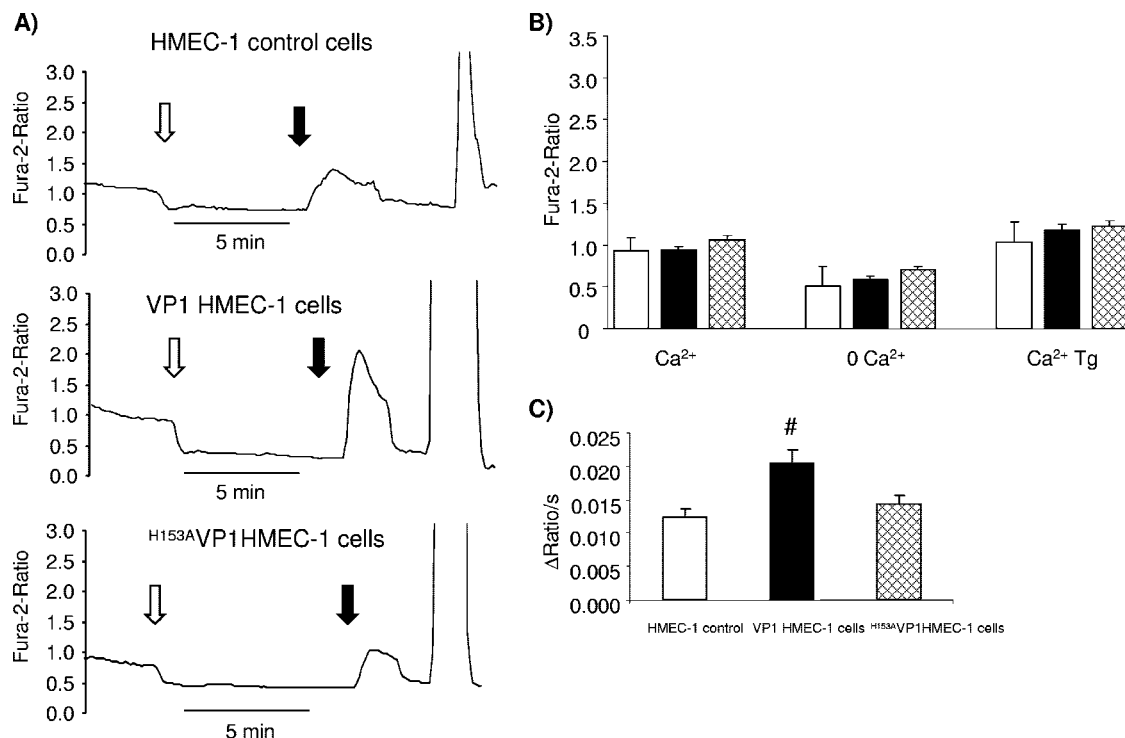 A)
HMEC-1 control cells
Fura-2-Ratio
3.0
2.5
2.0
1.5
1.0
0.5
0.0
5 min
VP1 HMEC-1 cells
Fura-2-Ratio
3.0
2.5
2.0
1.5
1.0
0.5
0.0
5 min
H153AVP1HMEC-1 cells
Fura-2-Ratio
3.0
2.5
2.0
1.5
1.0
0.5
0.0
5 min
B)
Fura-2-Ratio
3.5
3.0
2.5
2.0
1.5
1.0
0.5
0
Ca²⁺ 0 Ca²⁺ Ca²⁺ Tg
C)
ΔRatio/s
0.025
0.020
0.015
0.010
0.005
0.000
#
HMEC-1 control VP1 HMEC-1 cells H153AVP1HMEC-1 cells